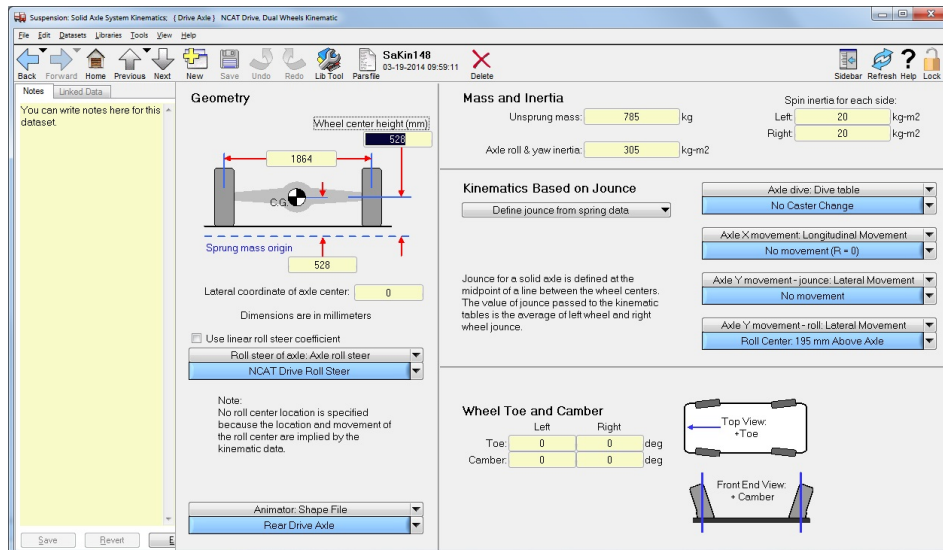 Suspension: Solid Axle System Kinematics; { Drive Axle } NCAT Drive, Dual Wheels Kinematic
File Edit Datasets Libraries Tools View Help
Back Forward Home Previous Next New Save Undo Redo Lib Tool Parsfile
SaKin148
03-19-2014 09:59:11
Delete
Sidebar Refresh Help Lock
Notes Linked Data
You can write notes here for this
dataset.
Save Revert E
Geometry
Wheel center height (mm)
528
1864
C.G.
Sprung mass origin
528
Lateral coordinate of axle center: 0
Dimensions are in millimeters
Use linear roll steer coefficient
Roll steer of axle: Axle roll steer
NCAT Drive Roll Steer
Note:
No roll center location is specified
because the location and movement of
the roll center are implied by the
kinematic data.
Animator: Shape File
Rear Drive Axle
Mass and Inertia
Unsprung mass: 785 kg
Axle roll & yaw inertia: 305 kg-m2
Spin inertia for each side:
Left: 20 kg-m2
Right: 20 kg-m2
Kinematics Based on Jounce
Define jounce from spring data
Jounce for a solid axle is defined at the
midpoint of a line between the wheel centers.
The value of jounce passed to the kinematic
tables is the average of left wheel and right
wheel jounce.
Axle dive: Dive table
No Caster Change
Axle X movement: Longitudinal Movement
No movement (R = 0)
Axle Y movement - jounce: Lateral Movement
No movement
Axle Y movement - roll: Lateral Movement
Roll Center: 195 mm Above Axle
Wheel Toe and Camber
Left Right
Toe: 0 0 deg
Camber: 0 0 deg
Top View:
+Toe
Front End View:
+ Camber